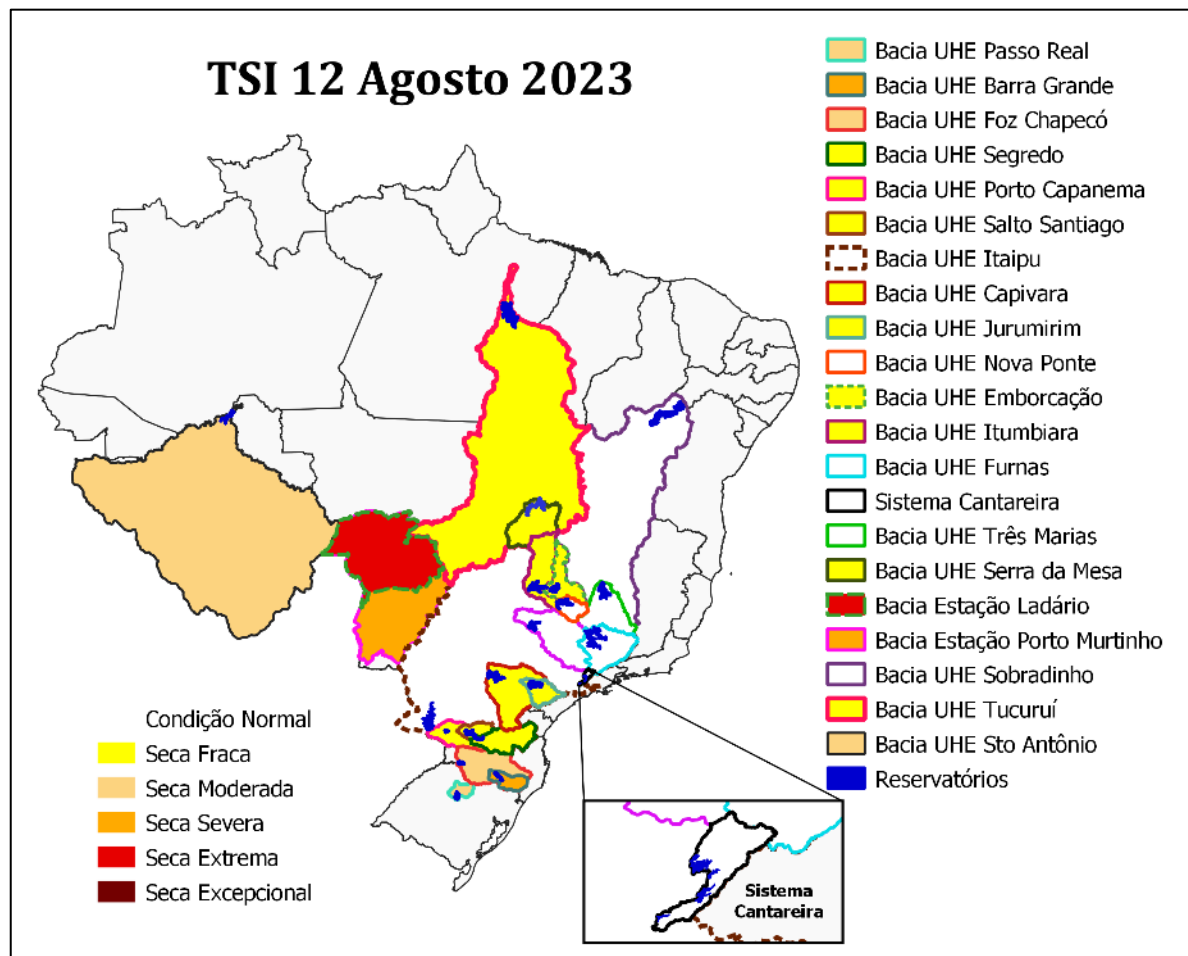 TSI 12 Agosto 2023
Bacia UHE Passo Real
Bacia UHE Barra Grande
Bacia UHE Foz Chapecó
Bacia UHE Segredo
Bacia UHE Porto Capanema
Bacia UHE Salto Santiago
Bacia UHE Itaipu
Bacia UHE Capivara
Bacia UHE Jurumirim
Bacia UHE Nova Ponte
Bacia UHE Emborcação
Bacia UHE Itumbiara
Bacia UHE Furnas
Sistema Cantareira
Bacia UHE Três Marias
Bacia UHE Serra da Mesa
Bacia Estação Ladário
Bacia Estação Porto Murtinho
Bacia UHE Sobradinho
Bacia UHE Tucuruí
Bacia UHE Sto Antônio
Reservatórios
Condição Normal
Seca Fraca
Seca Moderada
Seca Severa
Seca Extrema
Seca Excepcional
Sistema
Cantareira